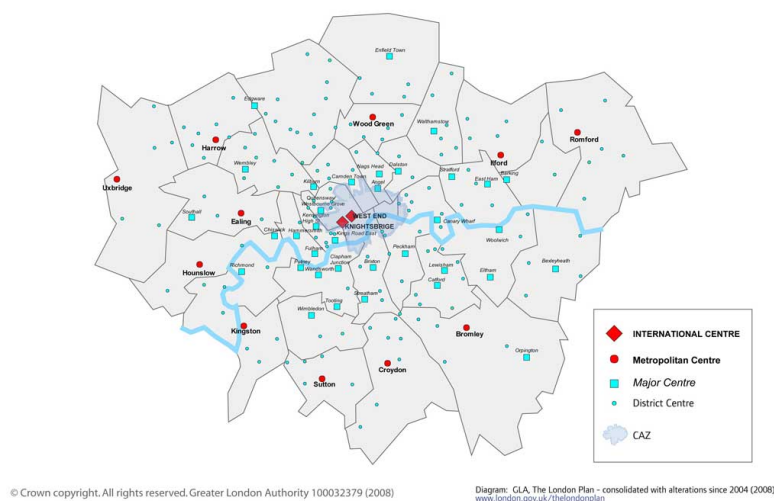 Enfield Town
Edgware
Wood Green
Walthamstow
Romford
Harrow
Ilford
Wembley
Nags Head
Dalston
Stratford
Barking
East Ham
Uxbridge
Kilburn
Camden Town
Angel
Queensway
Westbourne Grove
Southall
Ealing
Kensington
High
WEST END
KNIGHTSBRIGE
Canary Wharf
Chiswick
Hammersmith
Kings Road East
Woolwich
Fulham
Peckham
Clapham
Junction
Hounslow
Richmond
Putney
Wandsworth
Brixton
Lewisham
Eltham
Bexleyheath
Catford
Streatham
Tooting
Wimbledon
Kingston
Bromley
Orpington
Croydon
Sutton
INTERNATIONAL CENTRE
Metropolitan Centre
Major Centre
District Centre
CAZ
© Crown copyright. All rights reserved. Greater London Authority 100032379 (2008)
Diagram: GLA, The London Plan - consolidated with alterations since 2004 (2008)
www.london.gov.uk/thelondonplan